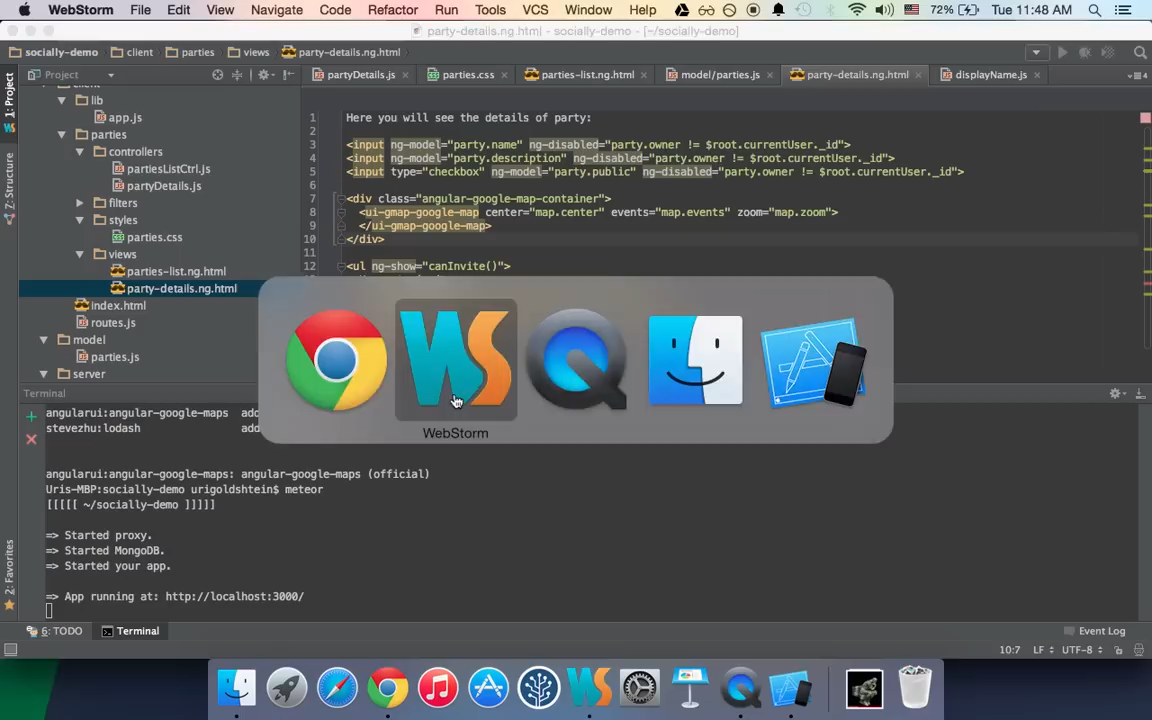 WebStorm File Edit View Navigate Code Refactor Run Tools VCS Window Help 72% Tue 11:48 AM
party-details.ng.html - socially-demo - [~/socially-demo]
socially-demo client parties views party-details.ng.html
1: Project
Project
partyDetails.js parties.css parties-list.ng.html model/parties.js party-details.ng.html displayName.js
lib
app.js
parties
controllers
partiesListCtrl.js
partyDetails.js
filters
styles
parties.css
views
parties-list.ng.html
party-details.ng.html
index.html
routes.js
model
parties.js
server
7: Structure
2: Favorites
1 Here you will see the details of party:
2
3 <input ng-model="party.name" ng-disabled="party.owner != $root.currentUser._id">
4 <input ng-model="party.description" ng-disabled="party.owner != $root.currentUser._id">
5 <input type="checkbox" ng-model="party.public" ng-disabled="party.owner != $root.currentUser._id">
6
7 <div class="angular-google-map-container">
8 <ui-gmap-google-map center="map.center" events="map.events" zoom="map.zoom">
9 </ui-gmap-google-map>
10 </div>
11
12 <ul ng-show="canInvite()">
WebStorm
Terminal
angularui:angular-google-maps add
stevezhu:lodash add
angularui:angular-google-maps: angular-google-maps (official)
Uris-MBP:socially-demo urigoldshtein$ meteor
[[[[[ ~/socially-demo ]]]]]
=> Started proxy.
=> Started MongoDB.
=> Started your app.
=> App running at: http://localhost:3000/
6: TODO Terminal Event Log
10:7 LF UTF-8